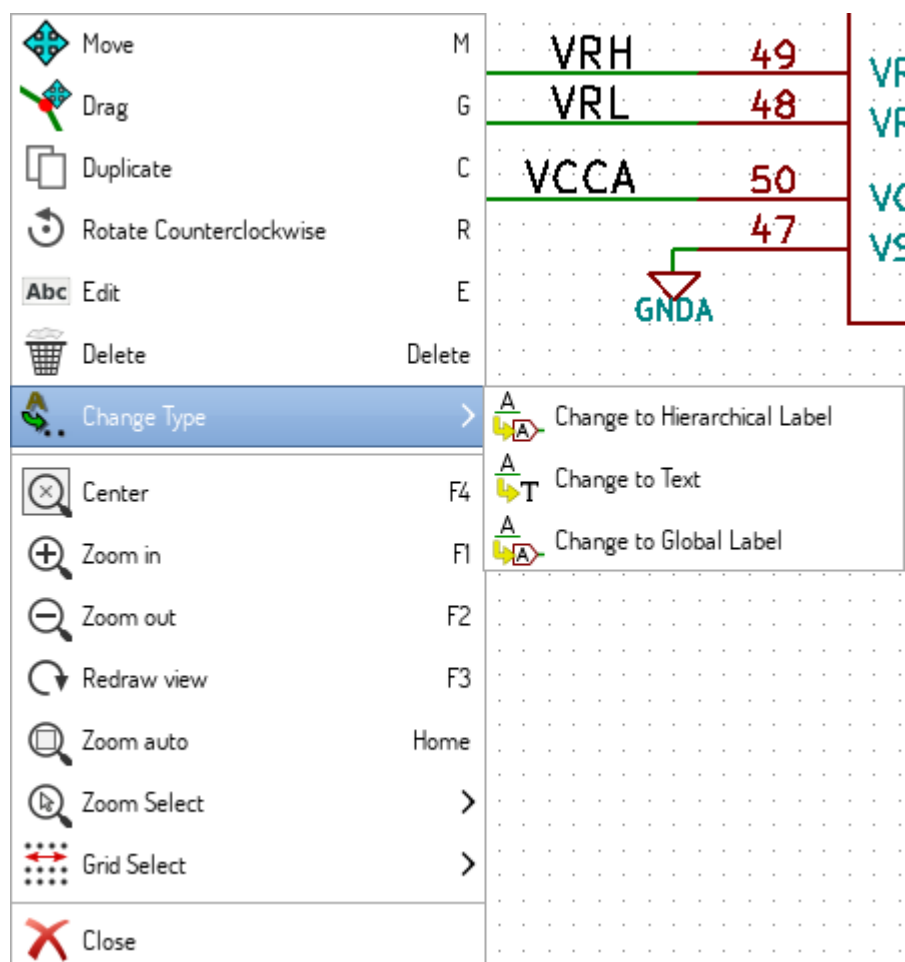 Move M
Drag G
Duplicate C
Rotate Counterclockwise R
Abc Edit E
Delete Delete
Change Type
Center F4
Zoom in F1
Zoom out F2
Redraw view F3
Zoom auto Home
Zoom Select
Grid Select
Close
A A Change to Hierarchical Label
A T Change to Text
A A Change to Global Label
VRH 49
VRL 48
VCCA 50
47
GNDA